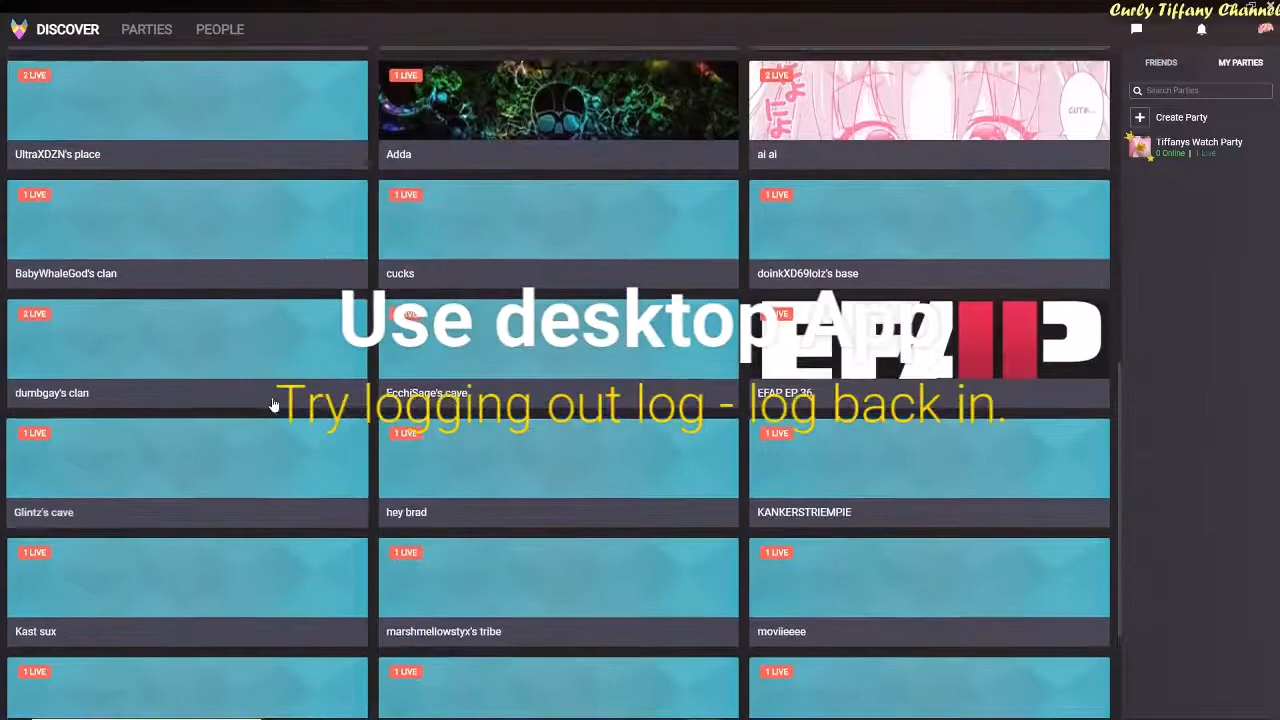 Curly Tiffany Channel
DISCOVER PARTIES PEOPLE
FRIENDS MY PARTIES
Search Parties
Create Party
Tiffanys Watch Party
0 Online | 1 Live
2 LIVE
UltraXDZN's place
1 LIVE
Adda
2 LIVE
CUTE...
ai ai
1 LIVE
BabyWhaleGod's clan
1 LIVE
cucks
1 LIVE
doinkXD69lolz's base
Use desktop App
Try logging out log - log back in.
2 LIVE
dumbgay's clan
LIVE
EcchiSage's cave
LIVE
EFAP
EFAP EP 36
1 LIVE
Glintz's cave
1 LIVE
hey brad
1 LIVE
KANKERSTRIEMPIE
1 LIVE
Kast sux
1 LIVE
marshmellowstyx's tribe
1 LIVE
moviieeee
1 LIVE
1 LIVE
1 LIVE